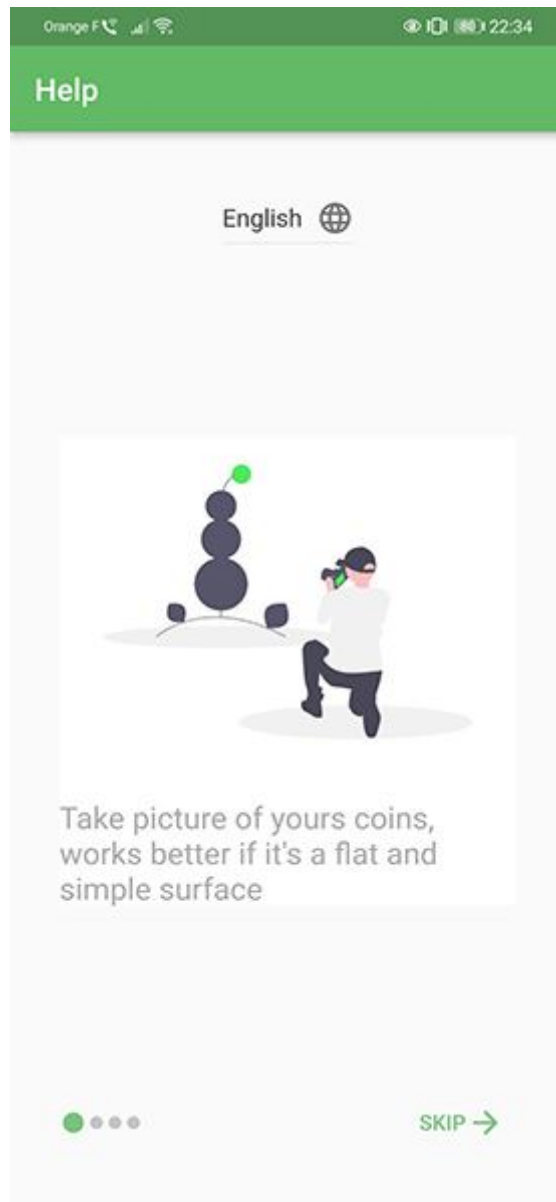 Orange F 22:34
Help
English
Take picture of yours coins,
works better if it's a flat and
simple surface
SKIP